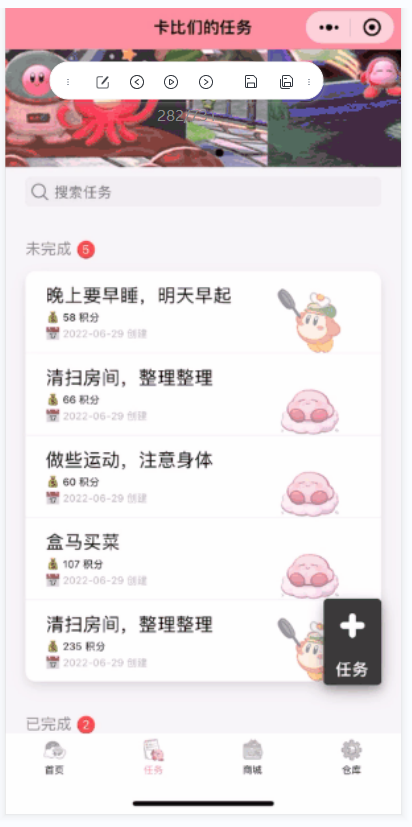 卡比们的任务
搜索任务
未完成 5
晚上要早睡，明天早起
58 积分
2022-06-29 创建
清扫房间，整理整理
66 积分
2022-06-29 创建
做些运动，注意身体
60 积分
2022-06-29 创建
盒马买菜
107 积分
2022-06-29 创建
清扫房间，整理整理
235 积分
2022-06-29 创建
任务
已完成 2
首页
任务
商城
仓库